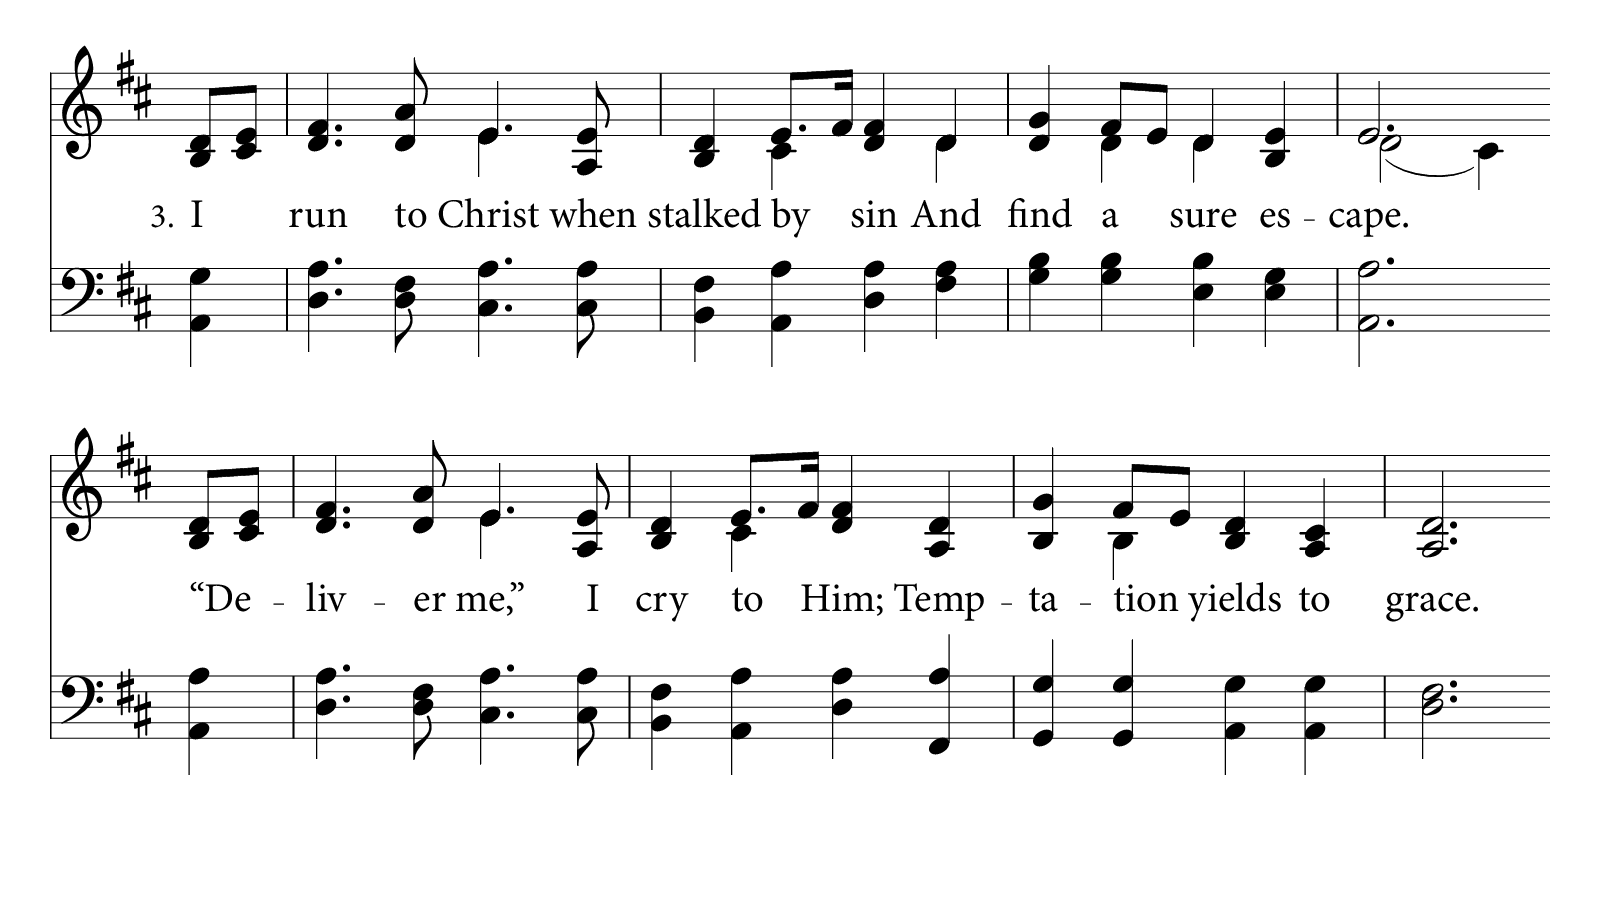 3. I run to Christ when stalked by sin And find a sure es - cape.
“De - liv - er me,” I cry to Him; Temp - ta - tion yields to grace.